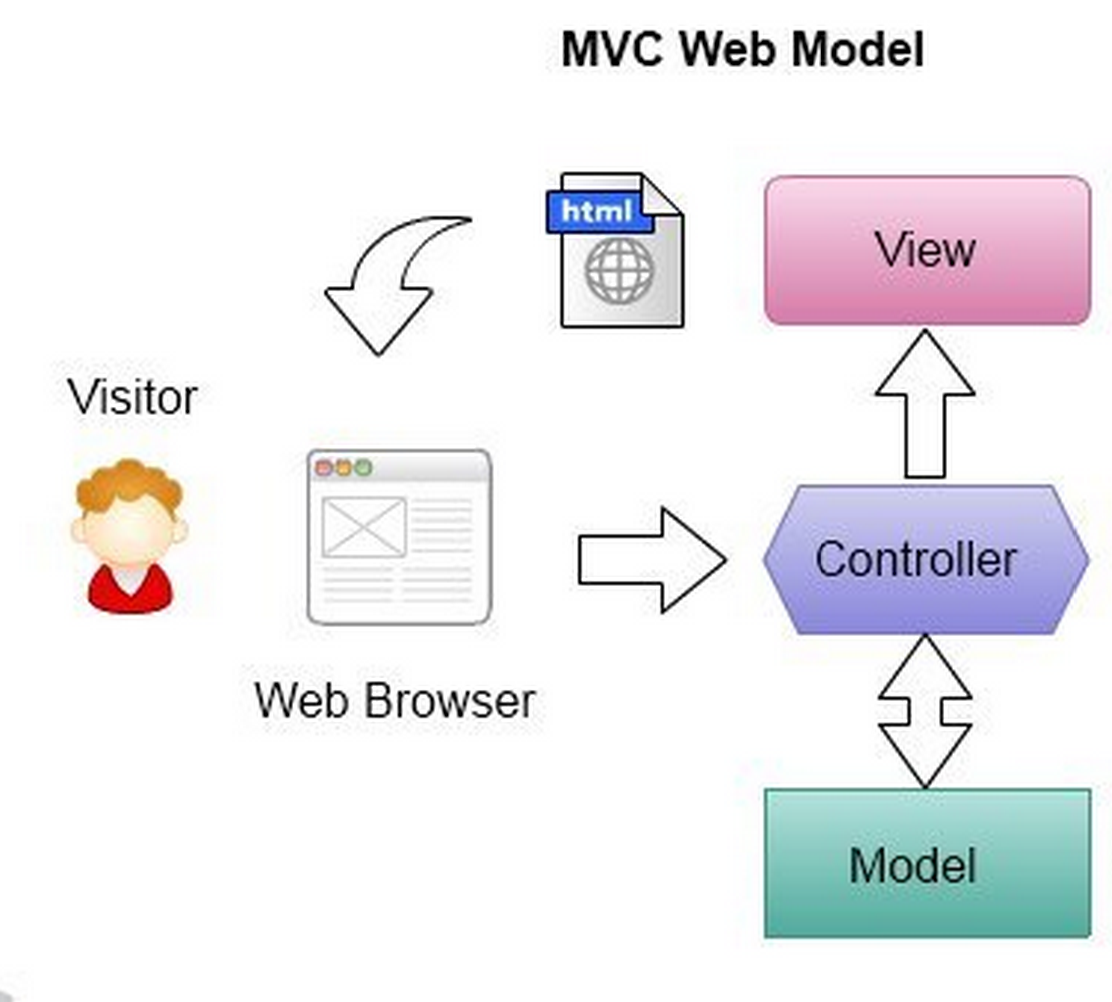 MVC Web Model
html
View
Visitor
Controller
Web Browser
Model